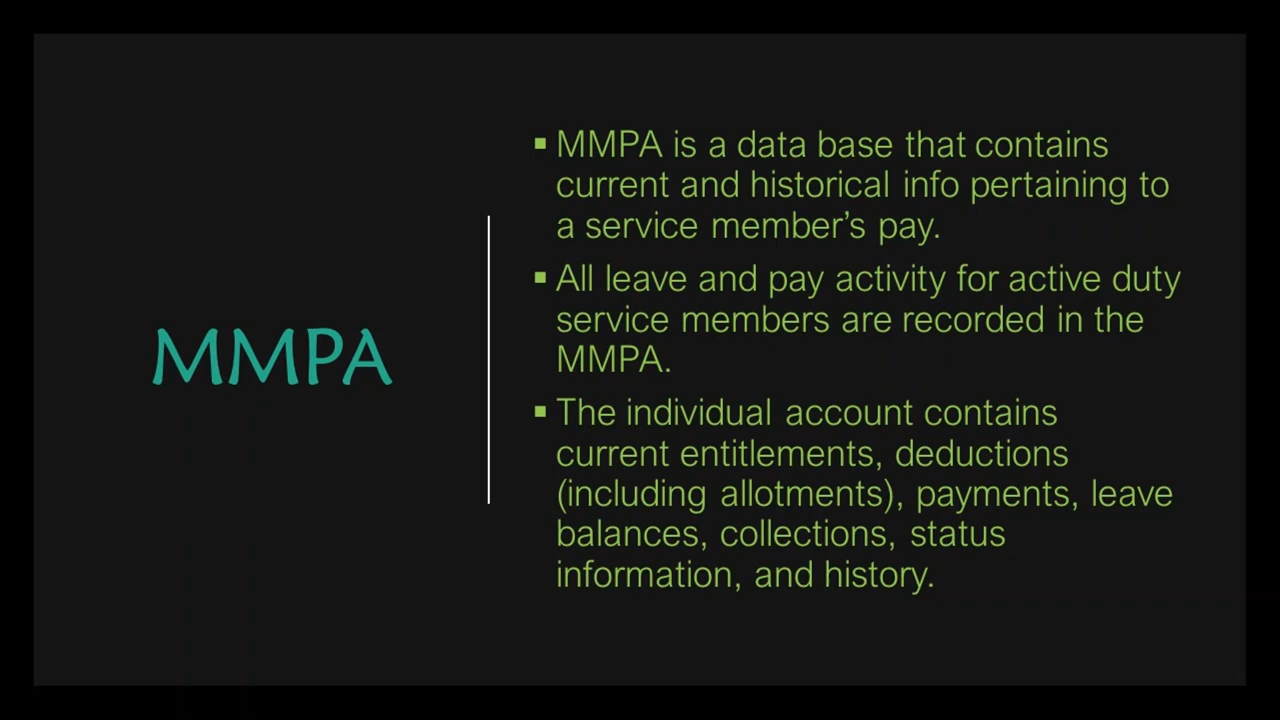 MMPA
▪ MMPA is a data base that contains
current and historical info pertaining to
a service member’s pay.
▪ All leave and pay activity for active duty
service members are recorded in the
MMPA.
▪ The individual account contains
current entitlements, deductions
(including allotments), payments, leave
balances, collections, status
information, and history.